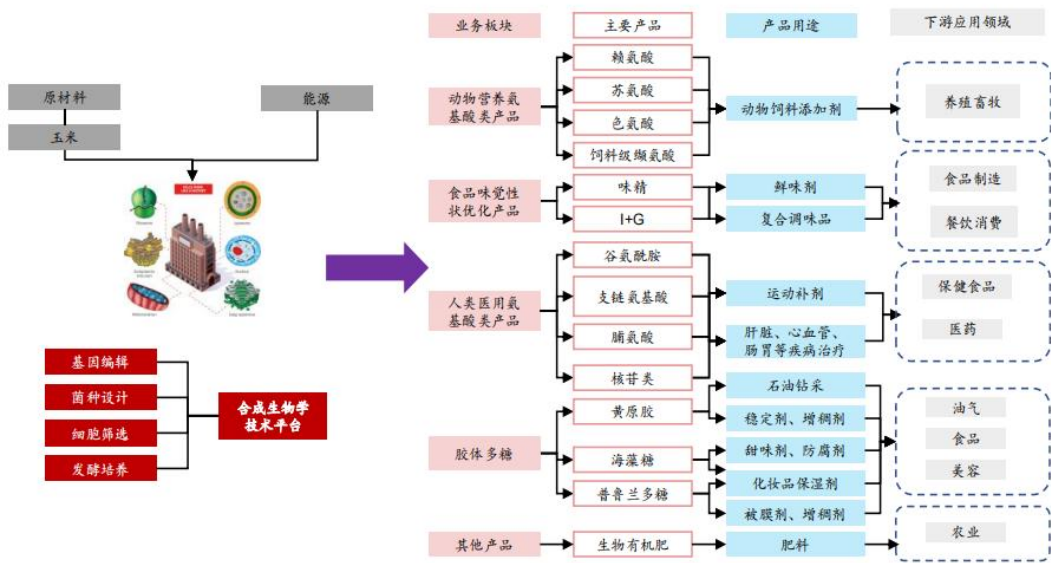 业务板块
主要产品
产品用途
下游应用领域
原材料
能源
玉米
基因编辑
菌种设计
细胞筛选
发酵培养
合成生物学
技术平台
动物营养氨
基酸类产品
赖氨酸
苏氨酸
色氨酸
饲料级缬氨酸
动物饲料添加剂
养殖畜牧
食品味觉性
状优化产品
味精
I+G
鲜味剂
复合调味品
食品制造
餐饮消费
人类医用氨
基酸类产品
谷氨酰胺
支链氨基酸
脯氨酸
核苷类
运动补剂
肝脏、心血管、
肠胃等疾病治疗
保健食品
医药
胶体多糖
黄原胶
海藻糖
普鲁兰多糖
石油钻采
稳定剂、增稠剂
甜味剂、防腐剂
化妆品保湿剂
被膜剂、增稠剂
油气
食品
美容
其他产品
生物有机肥
肥料
农业